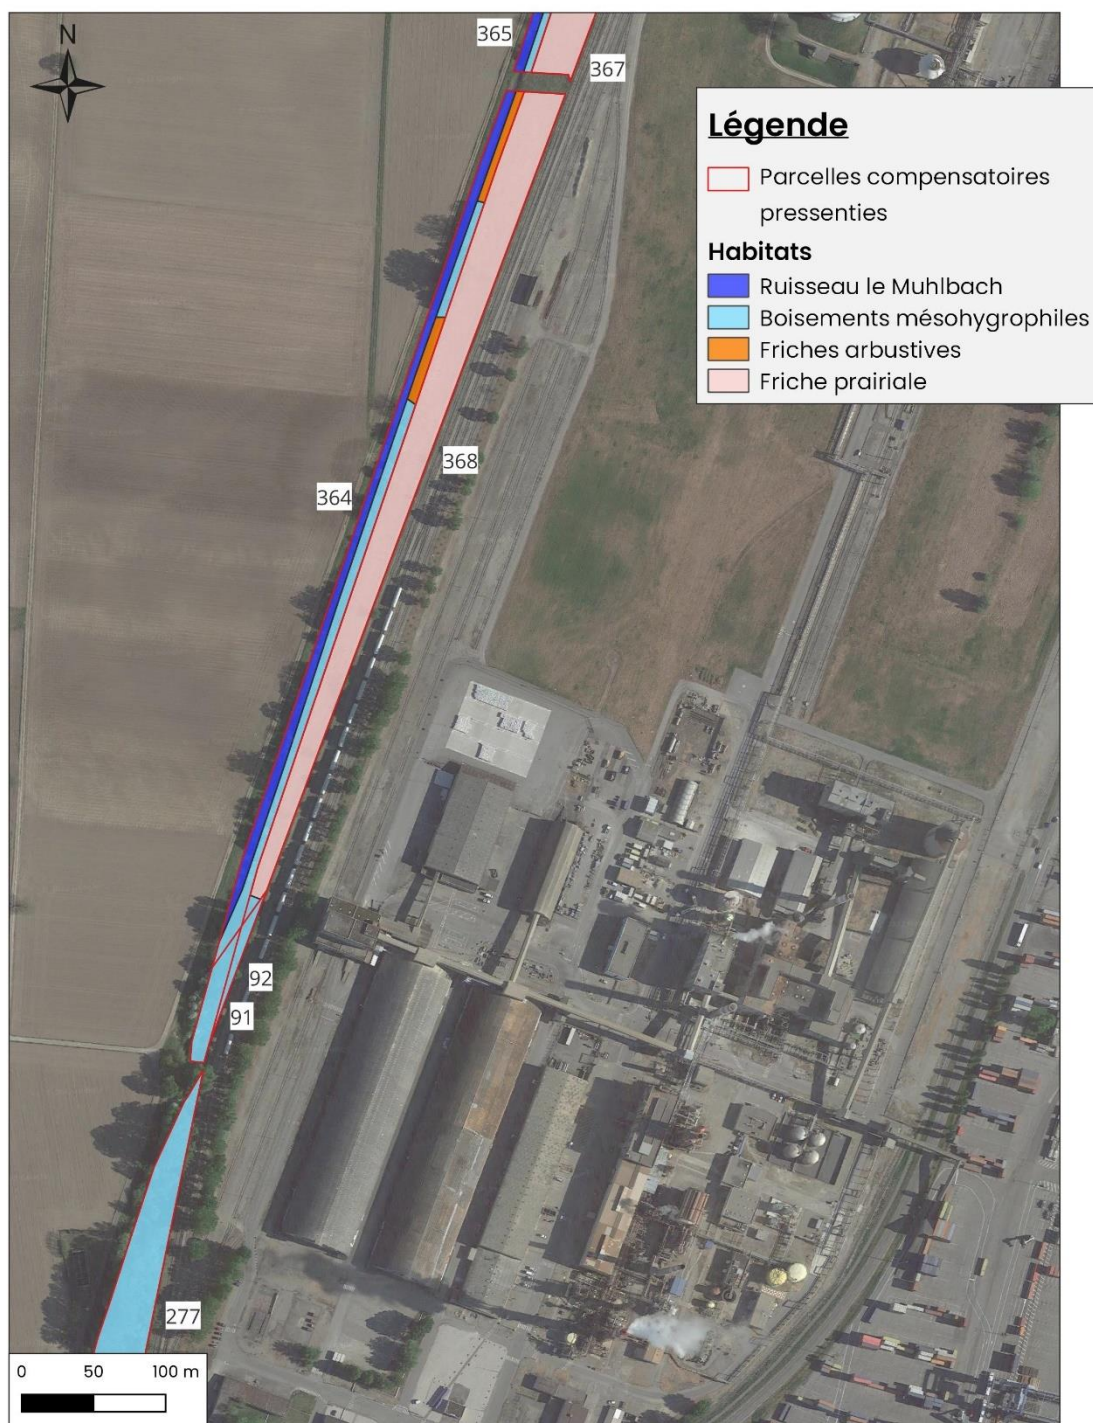 N
365
367
Légende
Parcelles compensatoires
pressenties
Habitats
Ruisseau le Muhlbach
Boisements mésohygrophiles
Friches arbustives
Friche prairiale
368
364
92
91
277
0 50 100 m